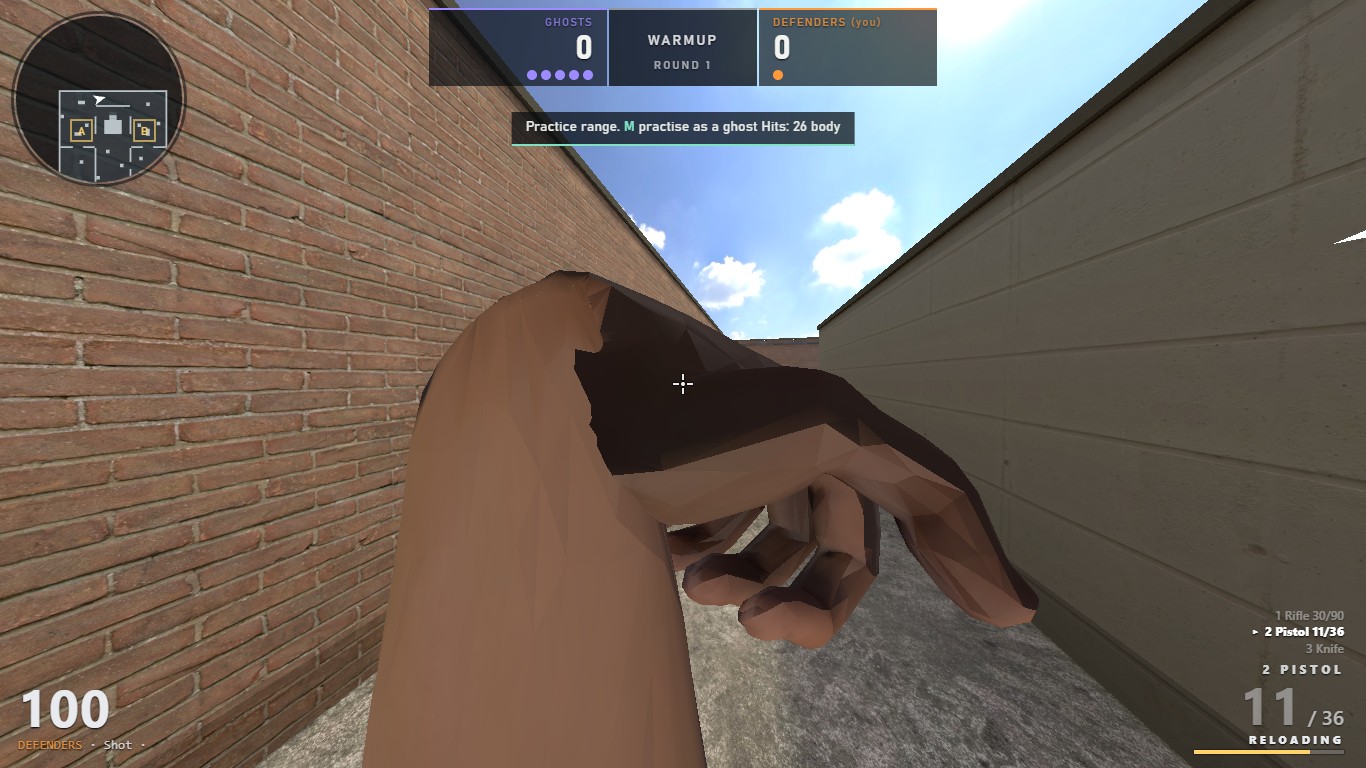 GHOSTS
0
WARMUP
ROUND 1
DEFENDERS (you)
0
Practice range. M practise as a ghost Hits: 26 body
A
B
1 Rifle 30/90
▸ 2 Pistol 11/36
3 Knife
2 PISTOL
11 / 36
RELOADING
100
DEFENDERS · Shot ·